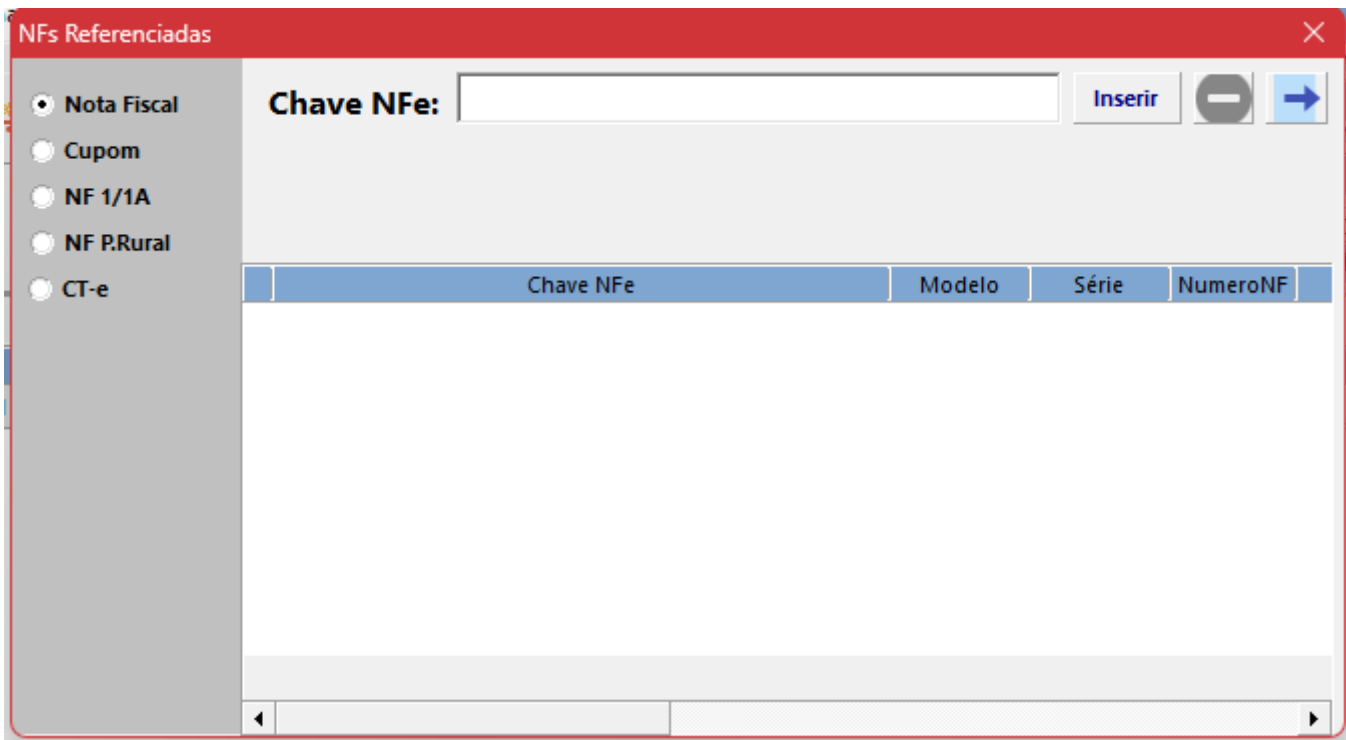 NFs Referenciadas
Nota Fiscal
Cupom
NF 1/1A
NF P.Rural
CT-e
Chave NFe:
Inserir
Chave NFe Modelo Série NumeroNF